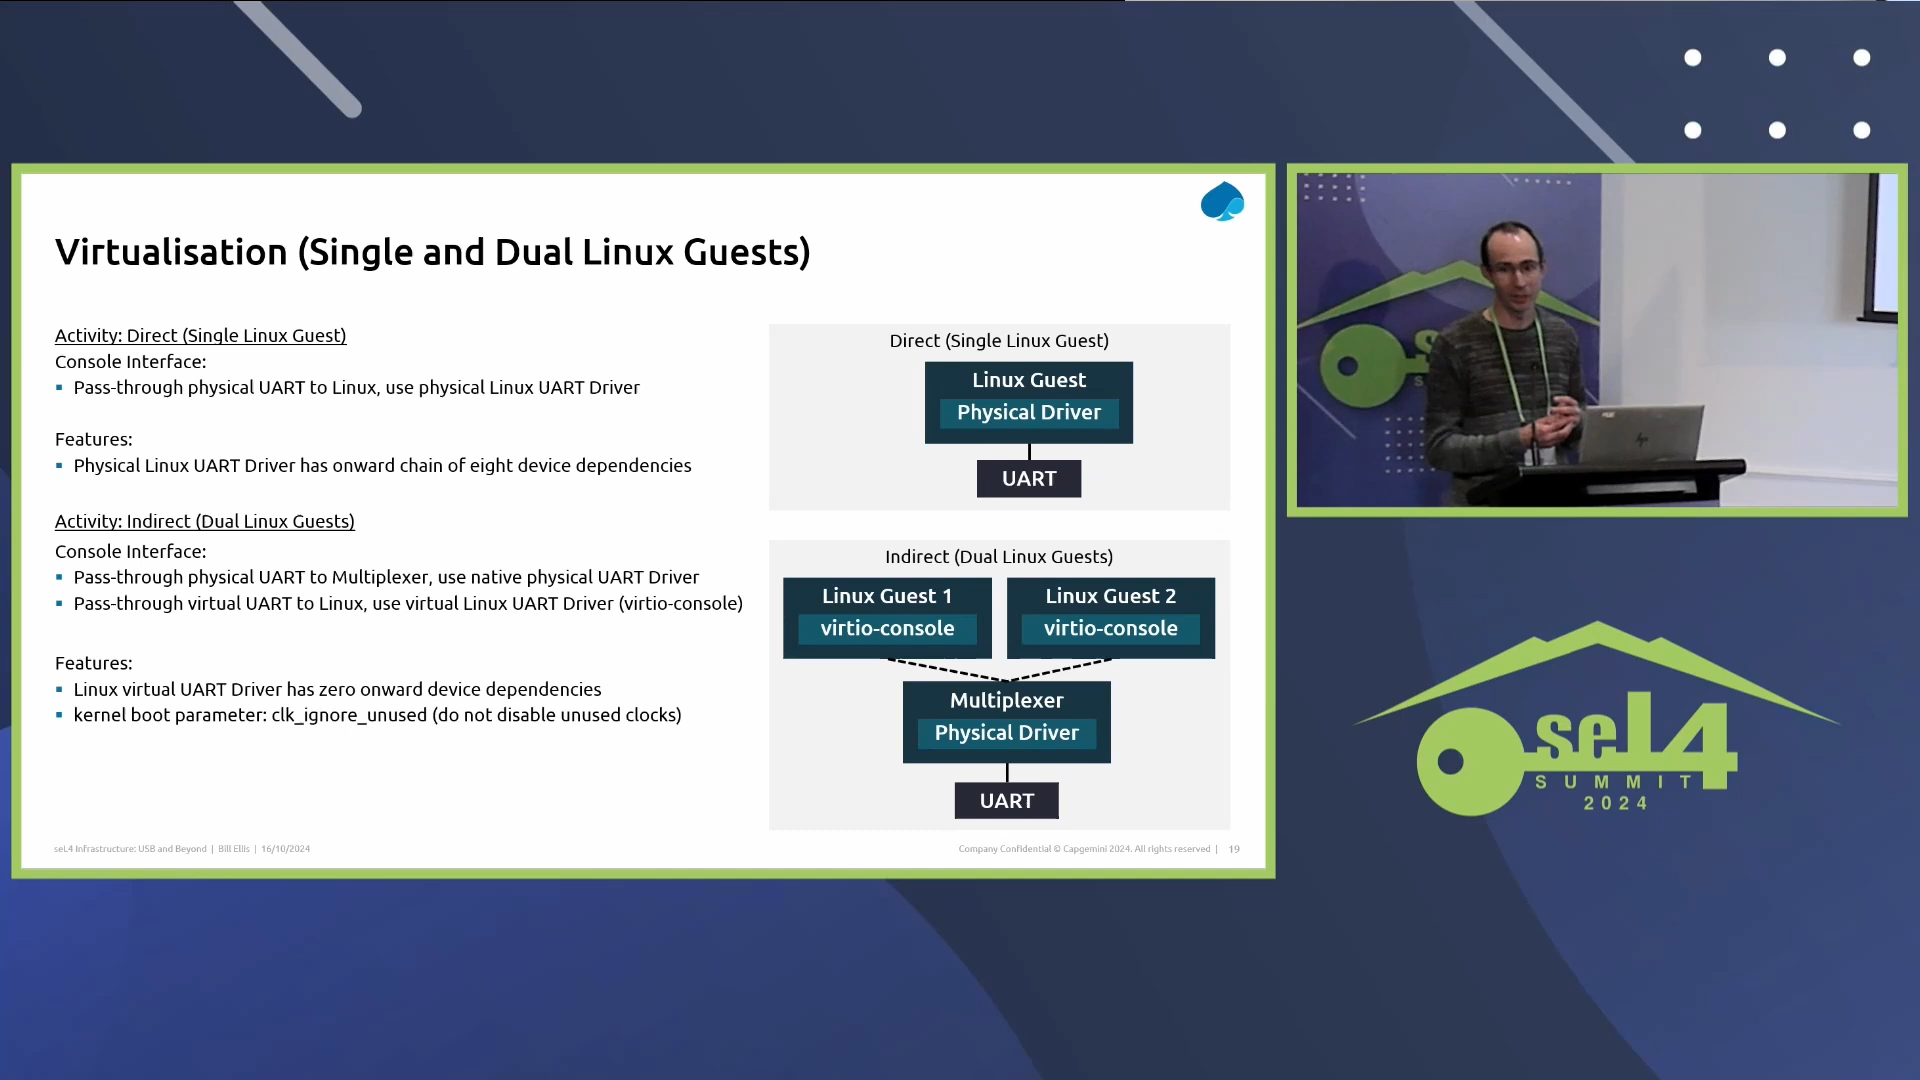 Virtualisation (Single and Dual Linux Guests)
Activity: Direct (Single Linux Guest)
Console Interface:
▪ Pass-through physical UART to Linux, use physical Linux UART Driver
Features:
▪ Physical Linux UART Driver has onward chain of eight device dependencies
Activity: Indirect (Dual Linux Guests)
Console Interface:
▪ Pass-through physical UART to Multiplexer, use native physical UART Driver
▪ Pass-through virtual UART to Linux, use virtual Linux UART Driver (virtio-console)
Features:
▪ Linux virtual UART Driver has zero onward device dependencies
▪ kernel boot parameter: clk_ignore_unused (do not disable unused clocks)
Direct (Single Linux Guest)
Linux Guest
Physical Driver
UART
Indirect (Dual Linux Guests)
Linux Guest 1
virtio-console
Linux Guest 2
virtio-console
Multiplexer
Physical Driver
UART
seL4 Infrastructure: USB and Beyond | Bill Ellis | 16/10/2024
Company Confidential © Capgemini 2024. All rights reserved | 19
hp
seL4
SUMMIT
2024